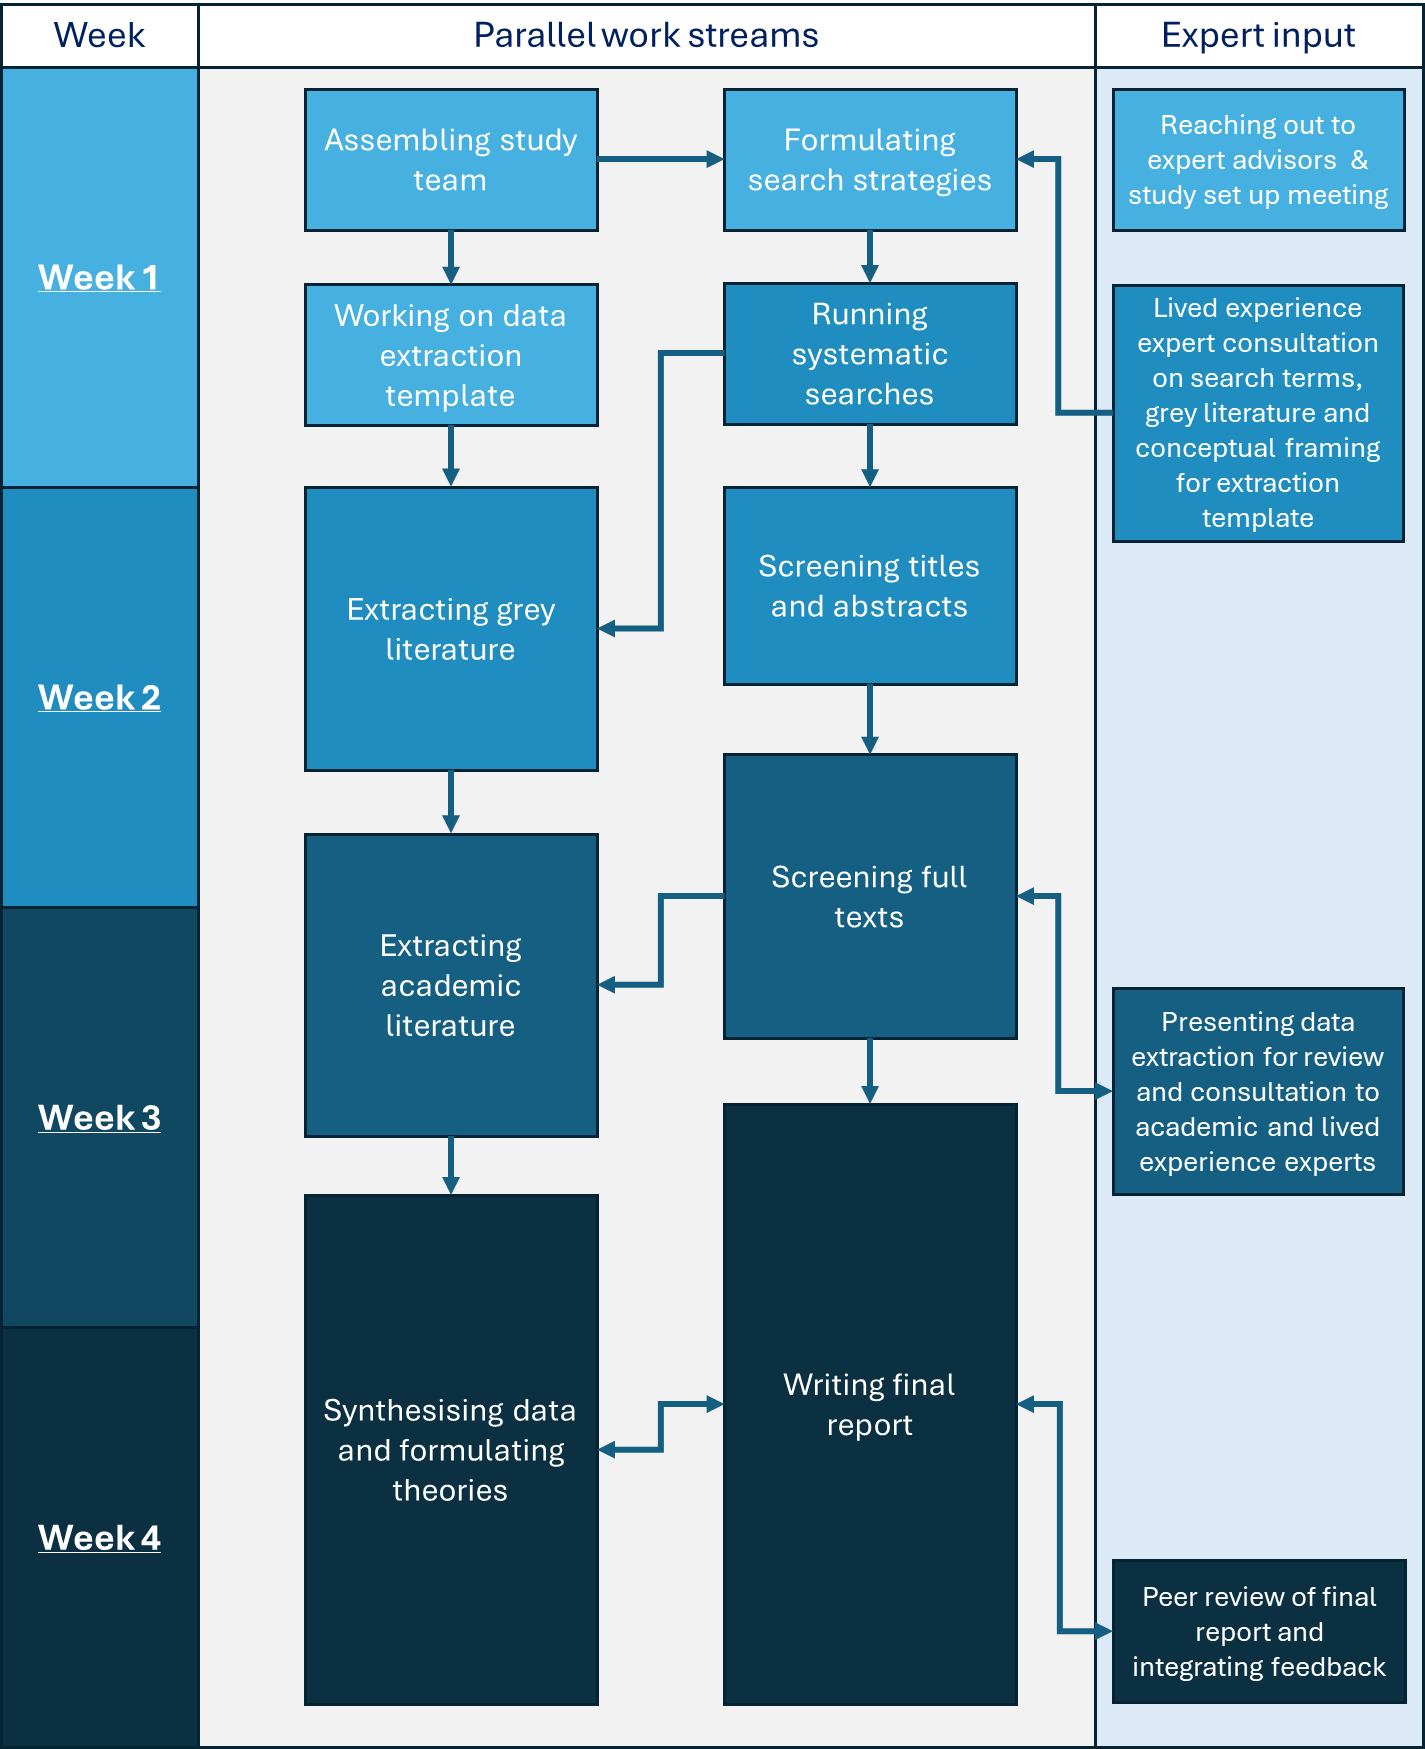 Week
Parallel work streams
Expert input
Week 1
Assembling study
team
Formulating
search strategies
Reaching out to
expert advisors &
study set up meeting
Working on data
extraction
template
Running
systematic
searches
Lived experience
expert consultation
on search terms,
grey literature and
conceptual framing
for extraction
template
Week 2
Extracting grey
literature
Screening titles
and abstracts
Screening full
texts
Week 3
Extracting
academic
literature
Presenting data
extraction for review
and consultation to
academic and lived
experience experts
Week 4
Synthesising data
and formulating
theories
Writing final
report
Peer review of final
report and
integrating feedback